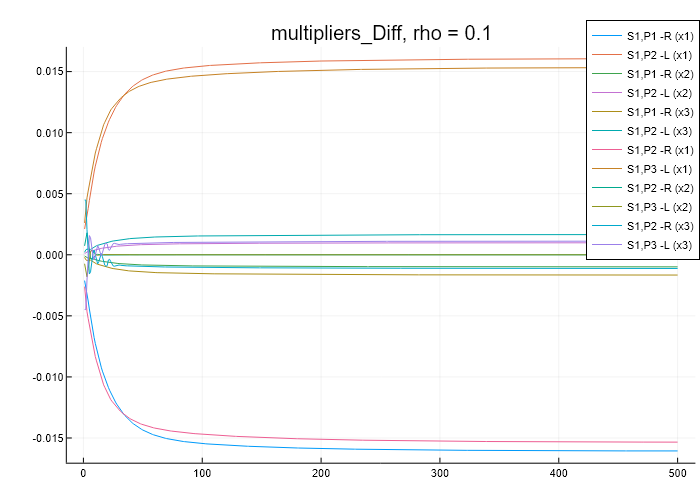 multipliers_Diff, rho = 0.1
S1,P1 -R (x1)
S1,P2 -L (x1)
S1,P1 -R (x2)
S1,P2 -L (x2)
S1,P1 -R (x3)
S1,P2 -L (x3)
S1,P2 -R (x1)
S1,P3 -L (x1)
S1,P2 -R (x2)
S1,P3 -L (x2)
S1,P2 -R (x3)
S1,P3 -L (x3)
0.015
0.010
0.005
0.000
-0.005
-0.010
-0.015
0 100 200 300 400 500